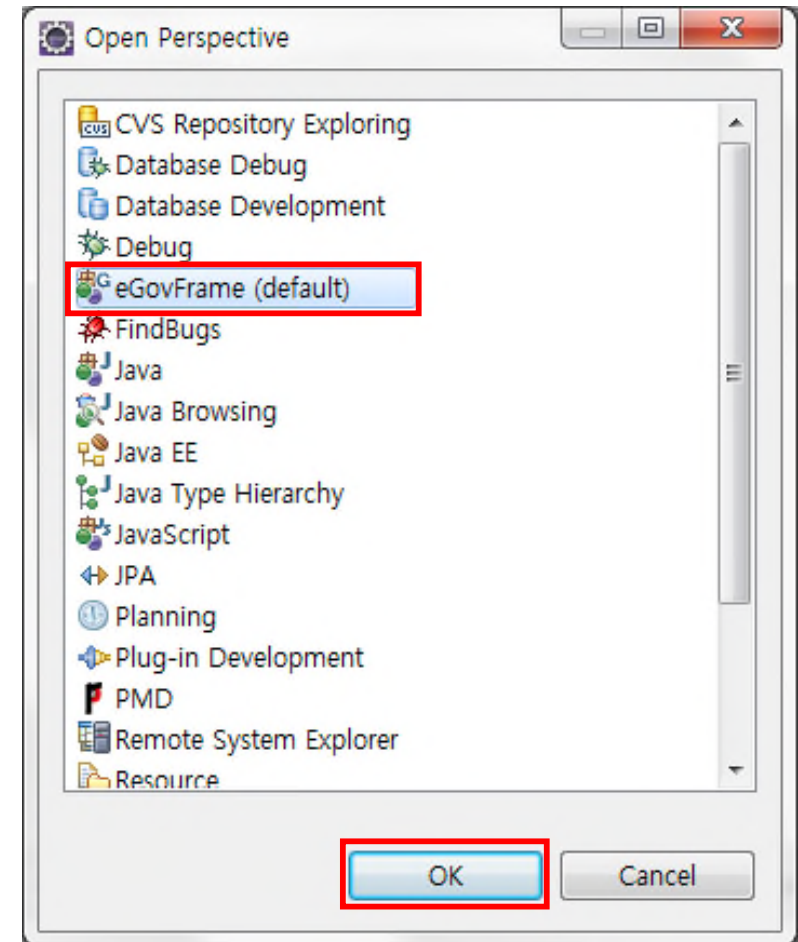 Open Perspective
CVS Repository Exploring
Database Debug
Database Development
Debug
eGovFrame (default)
FindBugs
Java
Java Browsing
Java EE
Java Type Hierarchy
JavaScript
JPA
Planning
Plug-in Development
PMD
Remote System Explorer
Resource
OK
Cancel